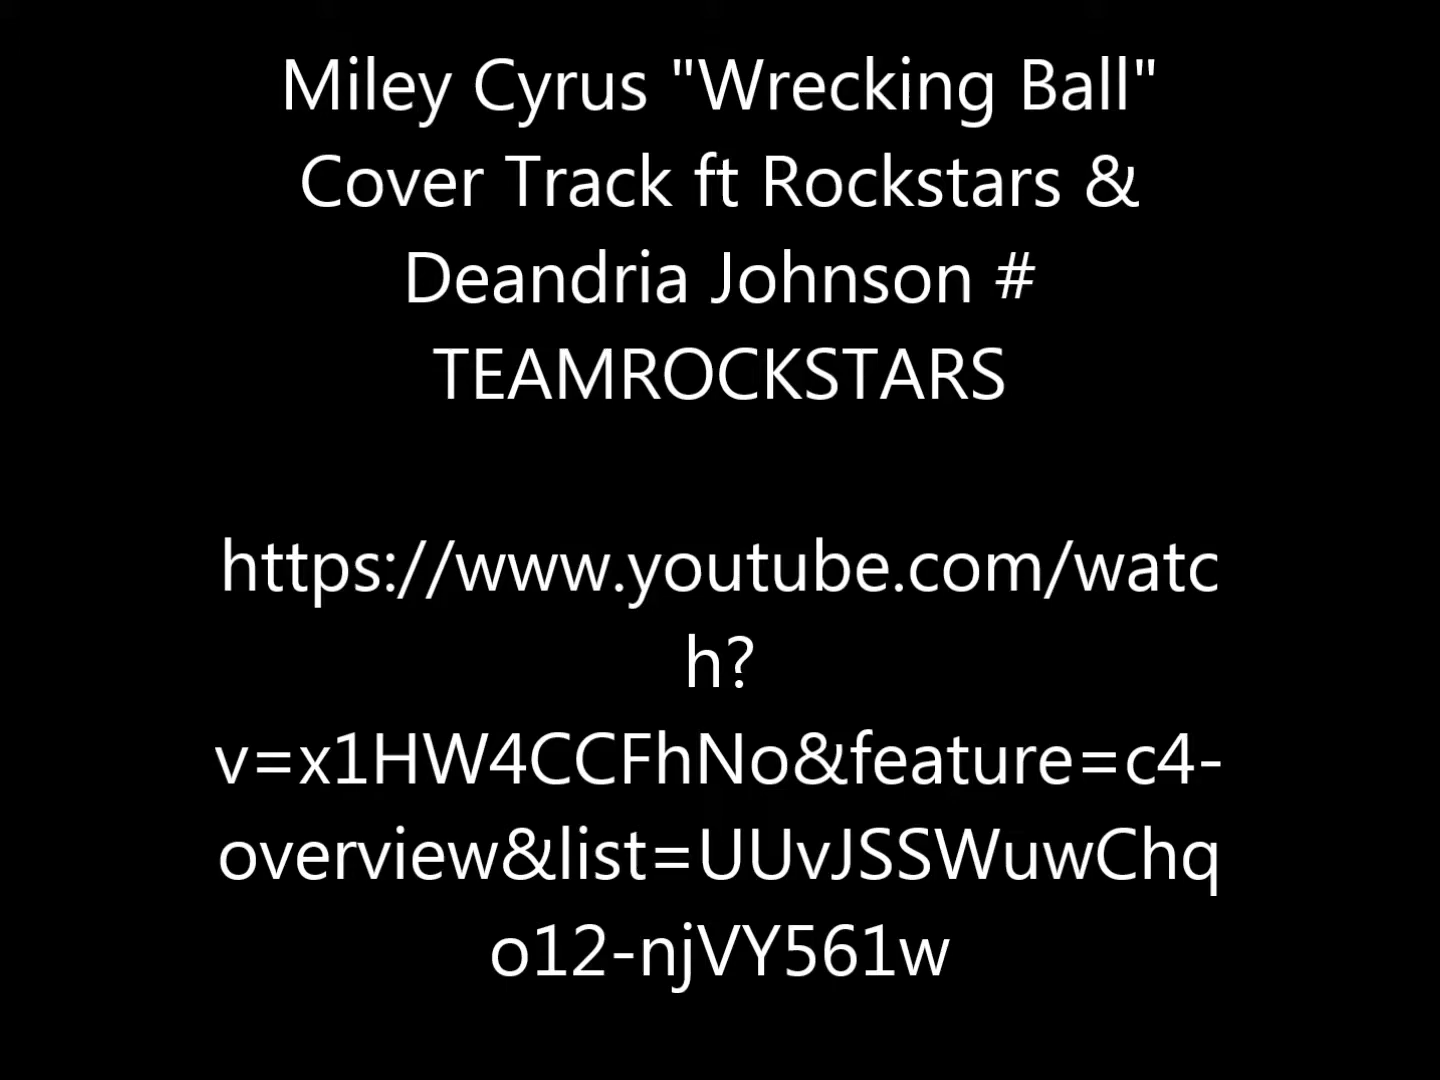 Miley Cyrus "Wrecking Ball"
Cover Track ft Rockstars &
Deandria Johnson #
TEAMROCKSTARS
https://www.youtube.com/watc
h?
v=x1HW4CCFhNo&feature=c4-
overview&list=UUvJSSWuwChq
o12-njVY561w